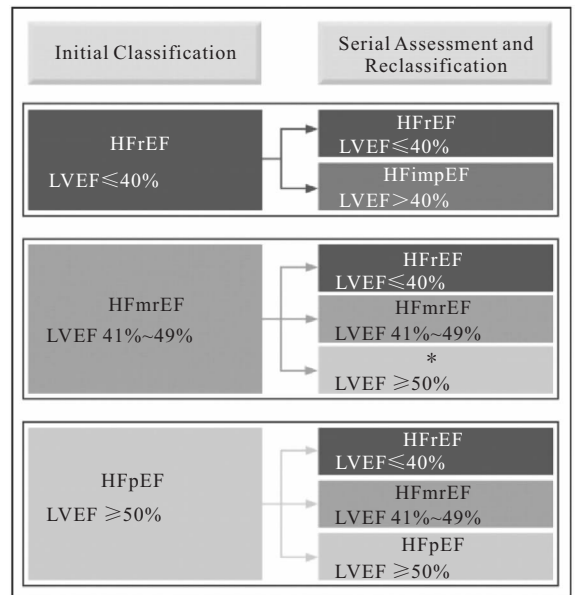 Initial Classification
Serial Assessment and
Reclassification
HFrEF
LVEF≤40%
HFrEF
LVEF≤40%
HFimpEF
LVEF>40%
HFmrEF
LVEF 41%~49%
HFrEF
LVEF≤40%
HFmrEF
LVEF 41%~49%
*
LVEF ≥50%
HFpEF
LVEF ≥50%
HFrEF
LVEF≤40%
HFmrEF
LVEF 41%~49%
HFpEF
LVEF ≥50%